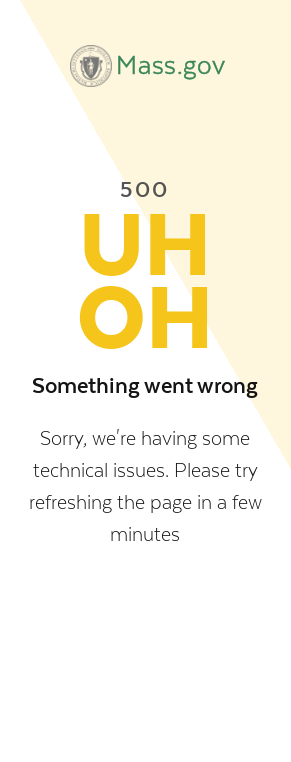 Mass.gov
500
UH
OH
Something went wrong
Sorry, we're having some
technical issues. Please try
refreshing the page in a few
minutes